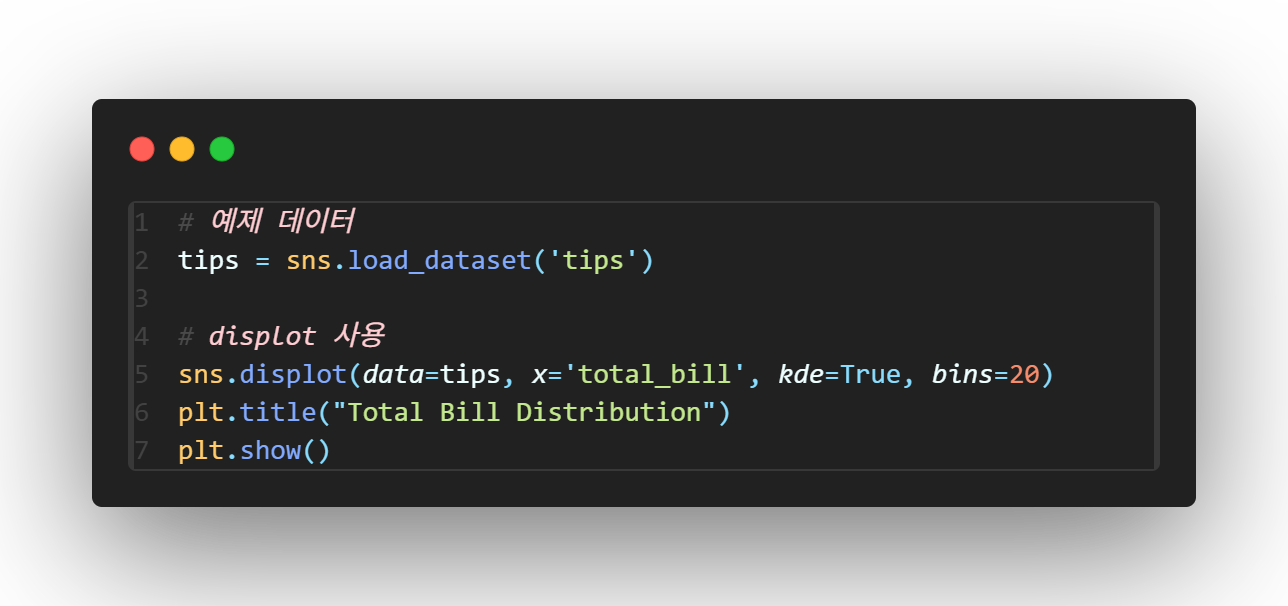 1 # 예제 데이터
2 tips = sns.load_dataset('tips')
3
4 # displot 사용
5 sns.displot(data=tips, x='total_bill', kde=True, bins=20)
6 plt.title("Total Bill Distribution")
7 plt.show()